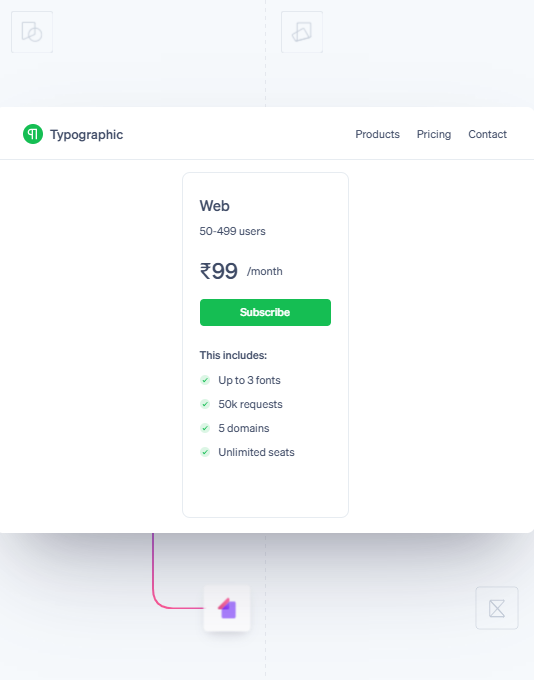 Typographic
Products Pricing Contact
Web
50-499 users
₹99 /month
Subscribe
This includes:
Up to 3 fonts
50k requests
5 domains
Unlimited seats